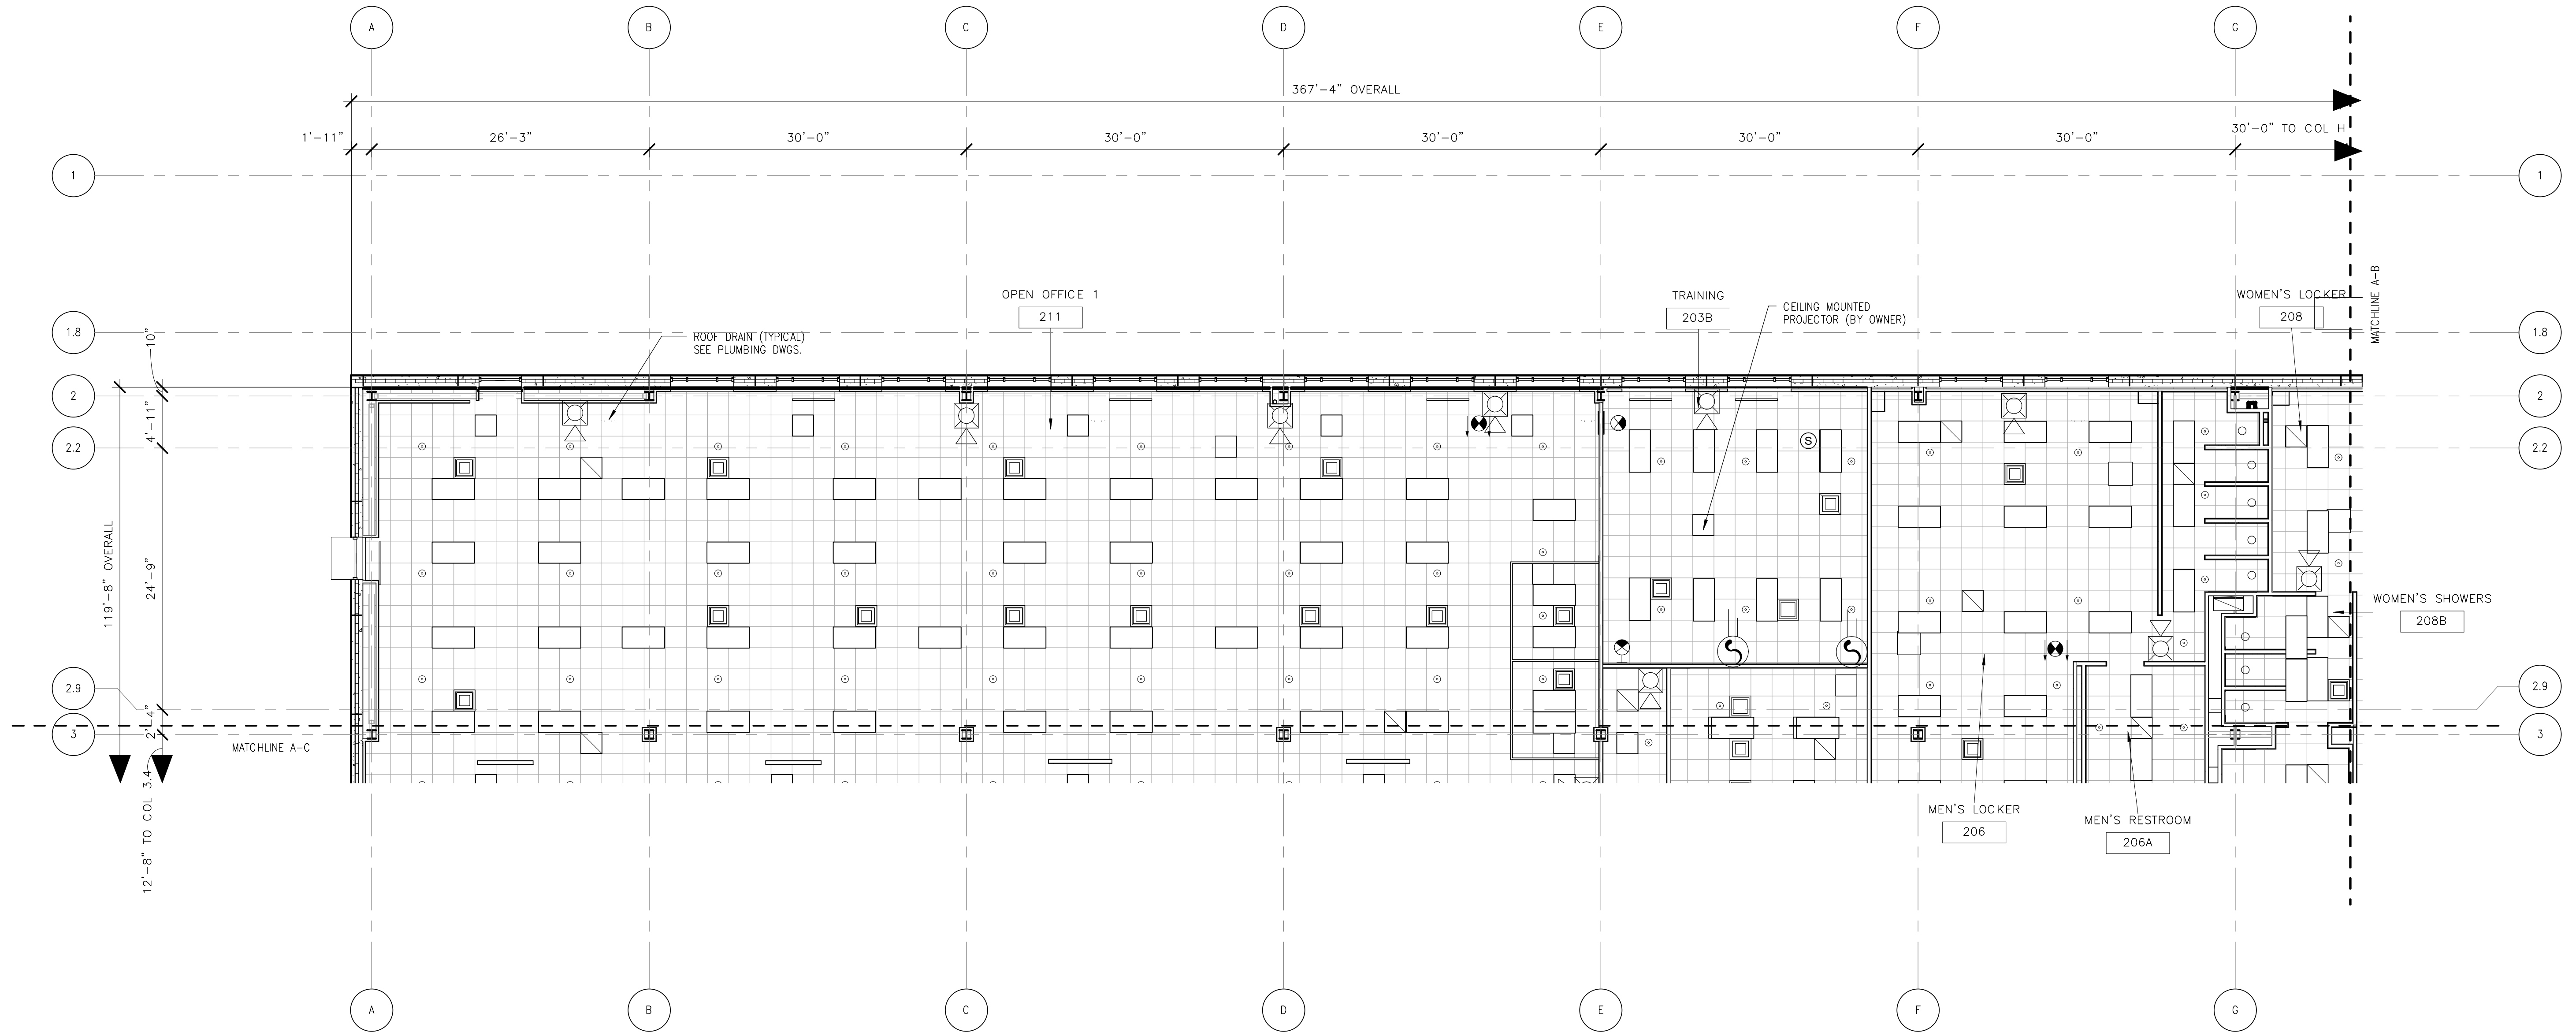 A B C D E F G
367'-4" OVERALL
1'-11" 26'-3" 30'-0" 30'-0" 30'-0" 30'-0" 30'-0" 30'-0" TO COL H
1 1
MATCHLINE A-B
OPEN OFFICE 1
211
TRAINING
203B
CEILING MOUNTED
PROJECTOR (BY OWNER)
WOMEN'S LOCKER
208
1.8 1.8
ROOF DRAIN (TYPICAL)
SEE PLUMBING DWGS.
10"
2 2
4'-11"
2.2 2.2
S
119'-8" OVERALL
24'-9"
WOMEN'S SHOWERS
208B
2.9 2.9
2'-4"
3 3
MATCHLINE A-C
12'-8" TO COL 3.4
MEN'S LOCKER
206
MEN'S RESTROOM
206A
A B C D E F G